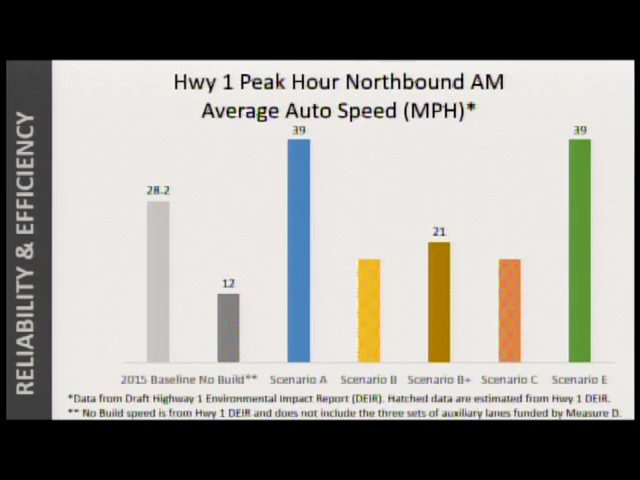 RELIABILITY & EFFICIENCY
Hwy 1 Peak Hour Northbound AM
Average Auto Speed (MPH)*
28.2
12
39
21
39
2015 Baseline No Build** Scenario A Scenario B Scenario B+ Scenario C Scenario E
*Data from Draft Highway 1 Environmental Impact Report (DEIR). Hatched data are estimated from Hwy 1 DEIR.
** No Build speed is from Hwy 1 DEIR and does not include the three sets of auxiliary lanes funded by Measure D.